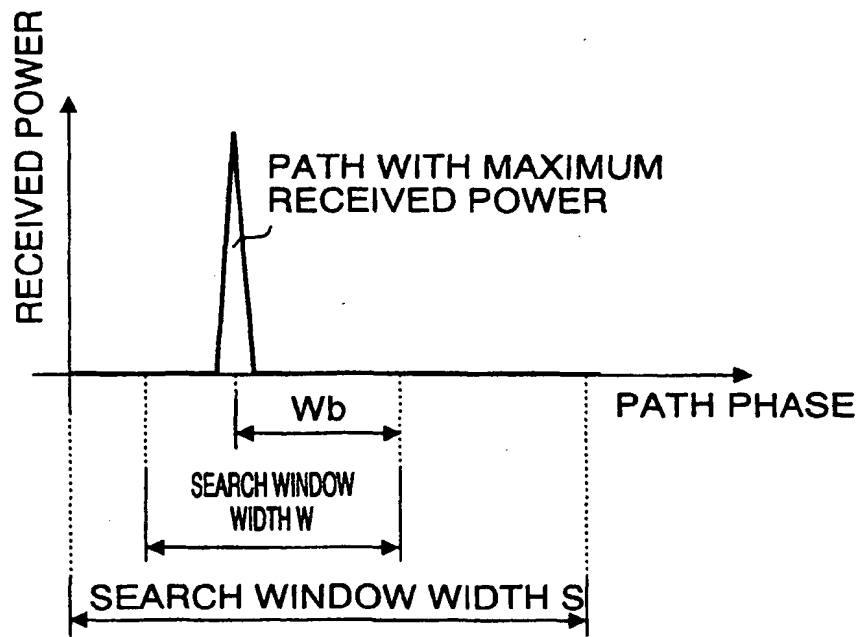 RECEIVED POWER
PATH WITH MAXIMUM
RECEIVED POWER
PATH PHASE
Wb
SEARCH WINDOW
WIDTH W
SEARCH WINDOW WIDTH S